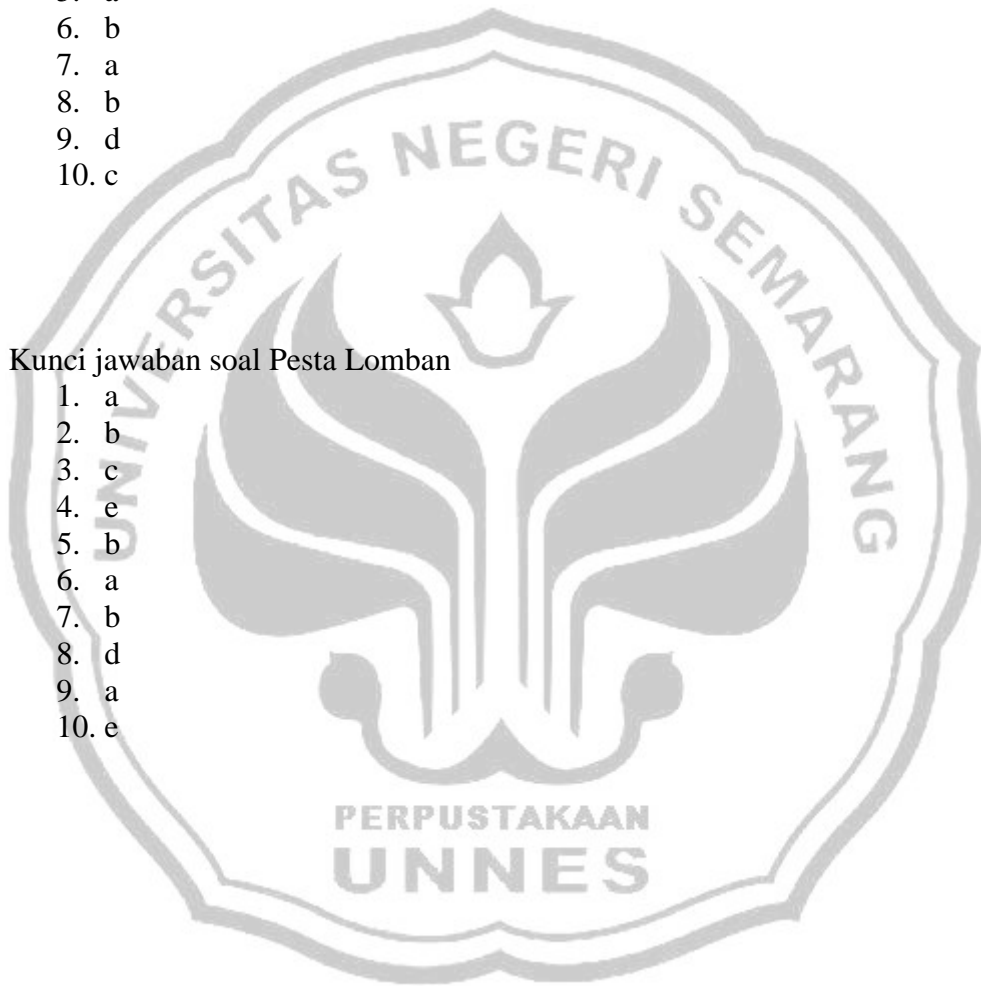 6. b
7. a
8. b
9. d
10. c
UNIVERSITAS NEGERI SEMARANG
Kunci jawaban soal Pesta Lomban
1. a
2. b
3. c
4. e
5. b
6. a
7. b
8. d
9. a
10. e
PERPUSTAKAAN
UNNES